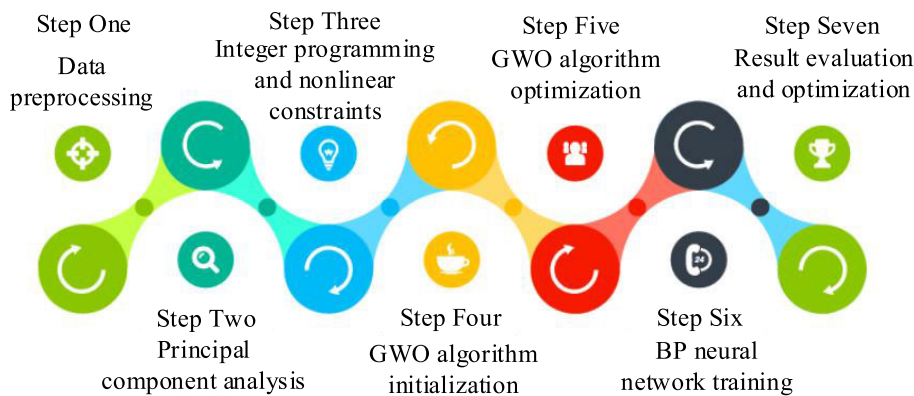 Step One
Data
preprocessing
Step Two
Principal
component analysis
Step Three
Integer programming
and nonlinear
constraints
Step Four
GWO algorithm
initialization
Step Five
GWO algorithm
optimization
Step Six
BP neural
network training
24
Step Seven
Result evaluation
and optimization